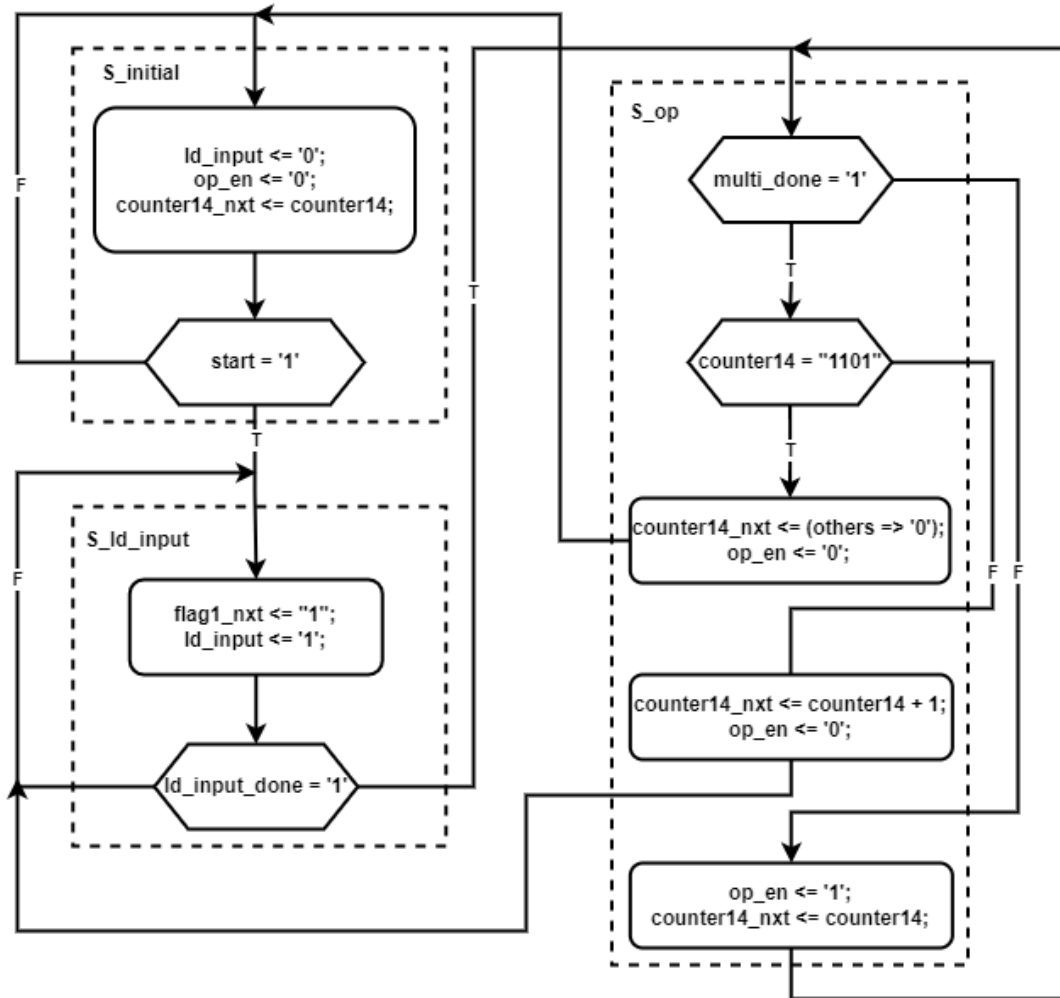 S_initial
ld_input <= '0';
op_en <= '0';
counter14_nxt <= counter14;
F
start = '1'
T
S_ld_input
flag1_nxt <= "1";
ld_input <= '1';
F
ld_input_done = '1'
T
S_op
multi_done = '1'
T
counter14 = "1101"
T
counter14_nxt <= (others => '0');
op_en <= '0';
F
F
counter14_nxt <= counter14 + 1;
op_en <= '0';
op_en <= '1';
counter14_nxt <= counter14;